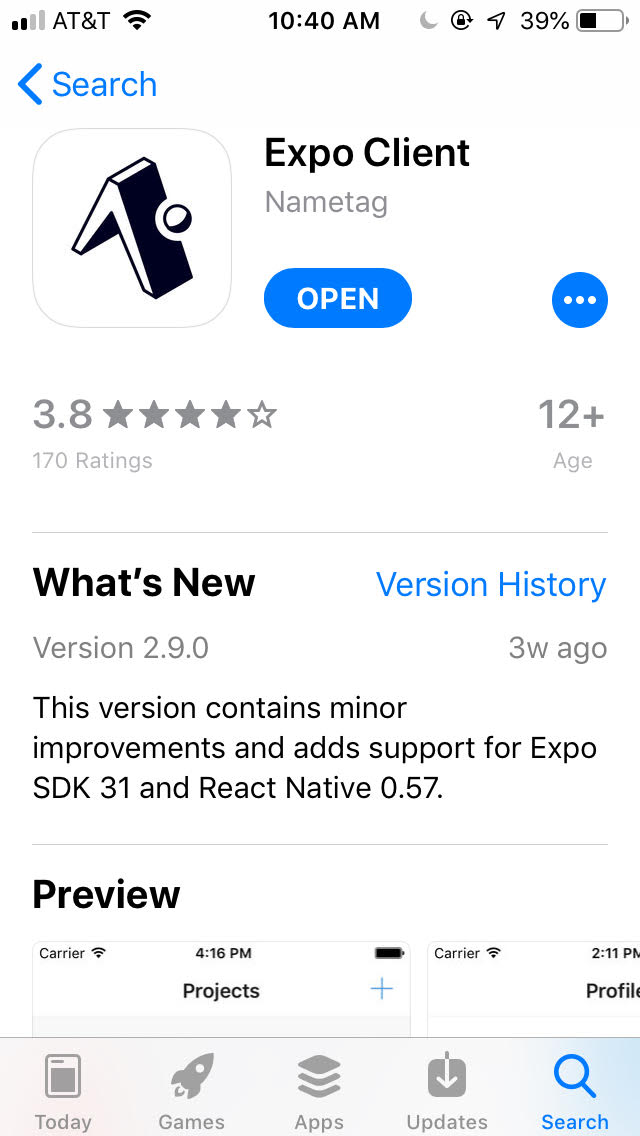 AT&T 10:40 AM 39%
Search
Expo Client
Nametag
OPEN
3.8 12+
170 Ratings Age
What's New Version History
Version 2.9.0 3w ago
This version contains minor
improvements and adds support for Expo
SDK 31 and React Native 0.57.
Preview
Carrier 4:16 PM Carrier 2:11 PM
Projects Profile
Today Games Apps Updates Search